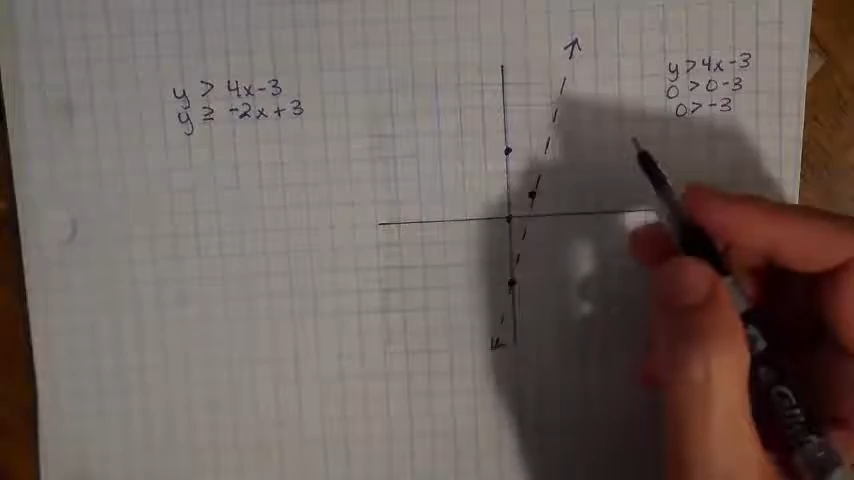 y > 4x-3
y ≥ -2x+3
y > 4x-3
0 > 0-3
0 > -3